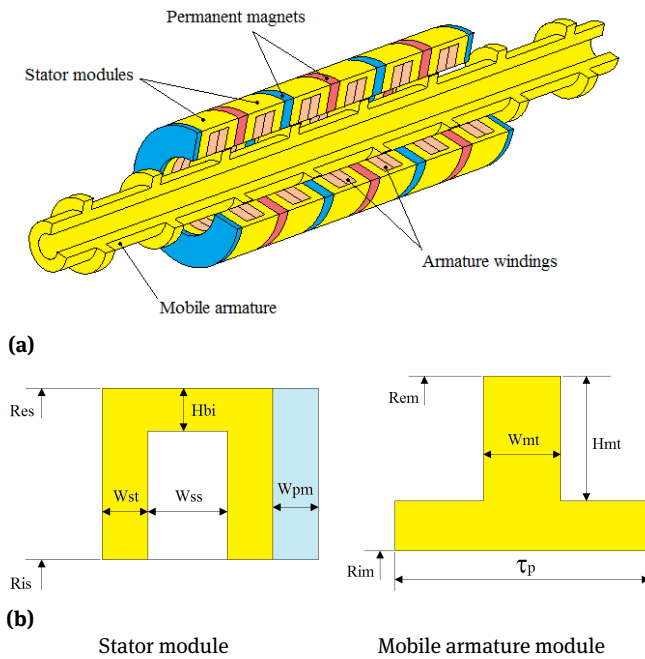 Permanent magnets
Stator modules
Armature windings
Mobile armature
(a)
Res
Hbi
Wst
Wss
Wpm
Ris
Rem
Wmt
Hmt
Rim
τp
(b)
Stator module
Mobile armature module